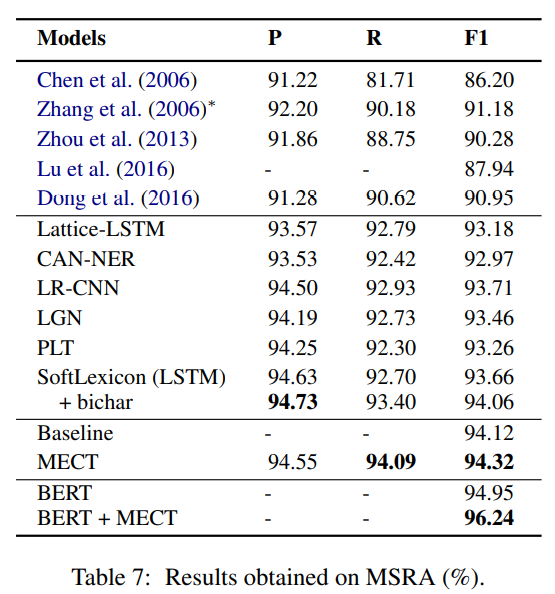 Models P R F1
Chen et al. (2006) 91.22 81.71 86.20
Zhang et al. (2006)* 92.20 90.18 91.18
Zhou et al. (2013) 91.86 88.75 90.28
Lu et al. (2016) - - 87.94
Dong et al. (2016) 91.28 90.62 90.95
Lattice-LSTM 93.57 92.79 93.18
CAN-NER 93.53 92.42 92.97
LR-CNN 94.50 92.93 93.71
LGN 94.19 92.73 93.46
PLT 94.25 92.30 93.26
SoftLexicon (LSTM) 94.63 92.70 93.66
+ bichar 94.73 93.40 94.06
Baseline - - 94.12
MECT 94.55 94.09 94.32
BERT - - 94.95
BERT + MECT - - 96.24
Table 7: Results obtained on MSRA (%).